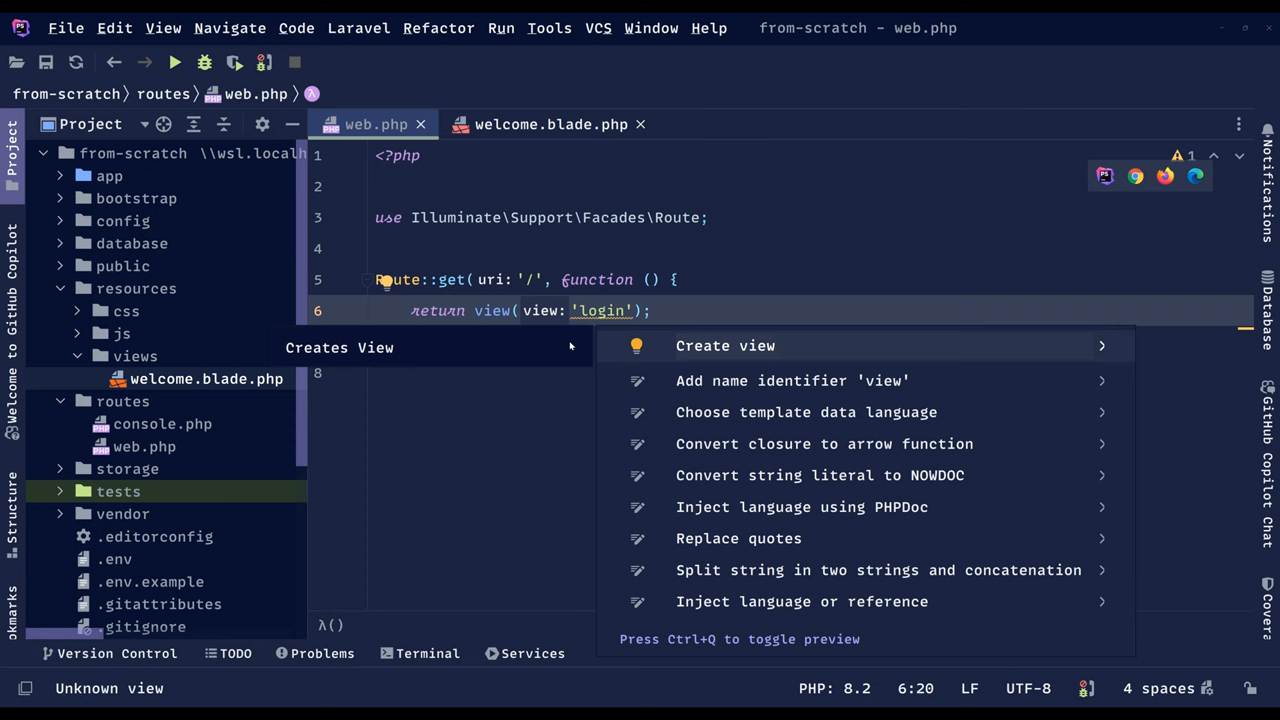 File Edit View Navigate Code Laravel Refactor Run Tools VCS Window Help from-scratch - web.php
from-scratch routes web.php λ
Project
web.php
welcome.blade.php
Project
Welcome to GitHub Copilot
Structure
okmarks
from-scratch \\wsl.localh
app
bootstrap
config
database
public
resources
css
js
views
welcome.blade.php
routes
console.php
web.php
storage
tests
vendor
.editorconfig
.env
.env.example
.gitattributes
.gitignore
1 <?php
2
3 use Illuminate\Support\Facades\Route;
4
5 Route::get( uri: '/', function () {
6 return view( view: 'login');
8
1
Creates View
Create view
Add name identifier 'view'
Choose template data language
Convert closure to arrow function
Convert string literal to NOWDOC
Inject language using PHPDoc
Replace quotes
Split string in two strings and concatenation
Inject language or reference
Press Ctrl+Q to toggle preview
λ()
Notifications
Database
GitHub Copilot Chat
Covera
Version Control TODO Problems Terminal Services
Unknown view PHP: 8.2 6:20 LF UTF-8 4 spaces